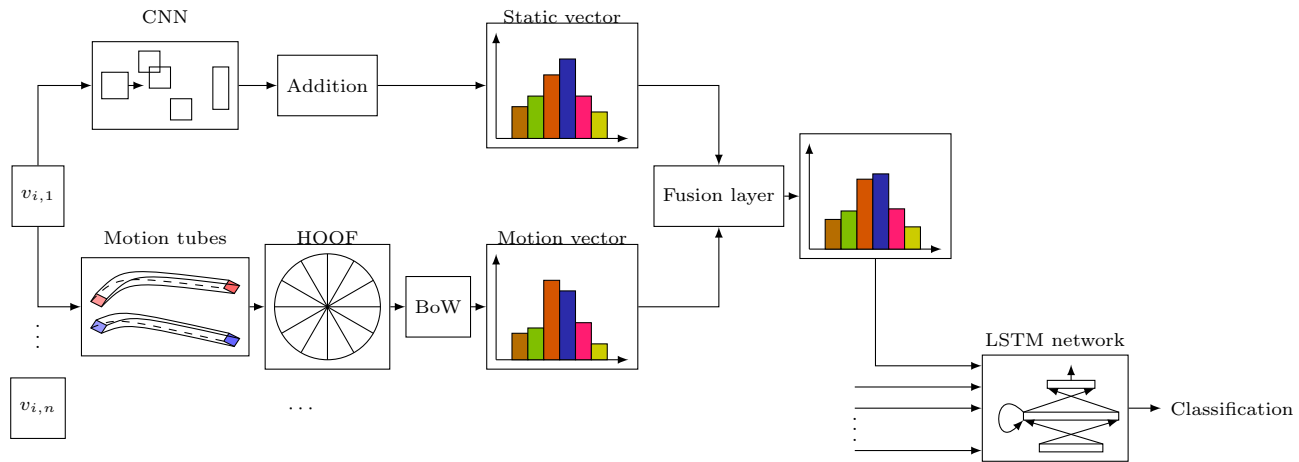 CNN
Static vector
Addition
v_{i,1}
Fusion layer
Motion tubes
HOOF
Motion vector
BoW
⋮
LSTM network
v_{i,n}
...
⋮
Classification